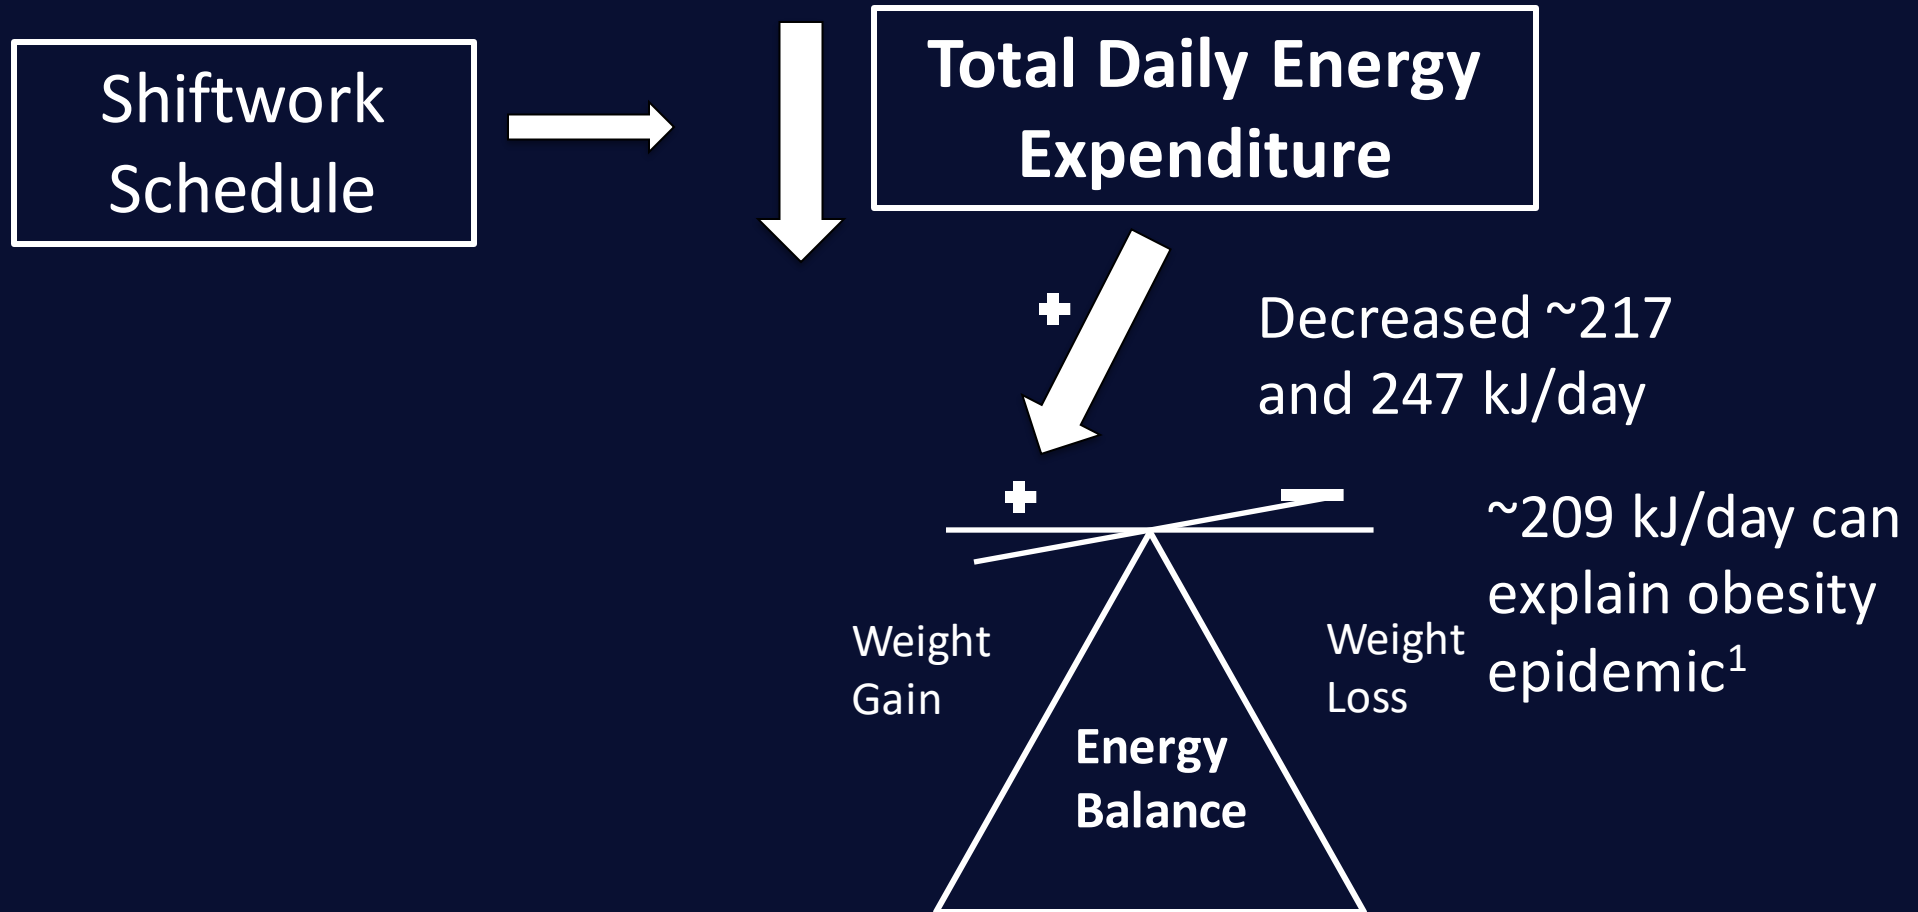 Shiftwork
Schedule
Total Daily Energy
Expenditure
Decreased ~217
and 247 kJ/day
~209 kJ/day can
explain obesity
epidemic¹
Weight
Gain
Weight
Loss
Energy
Balance